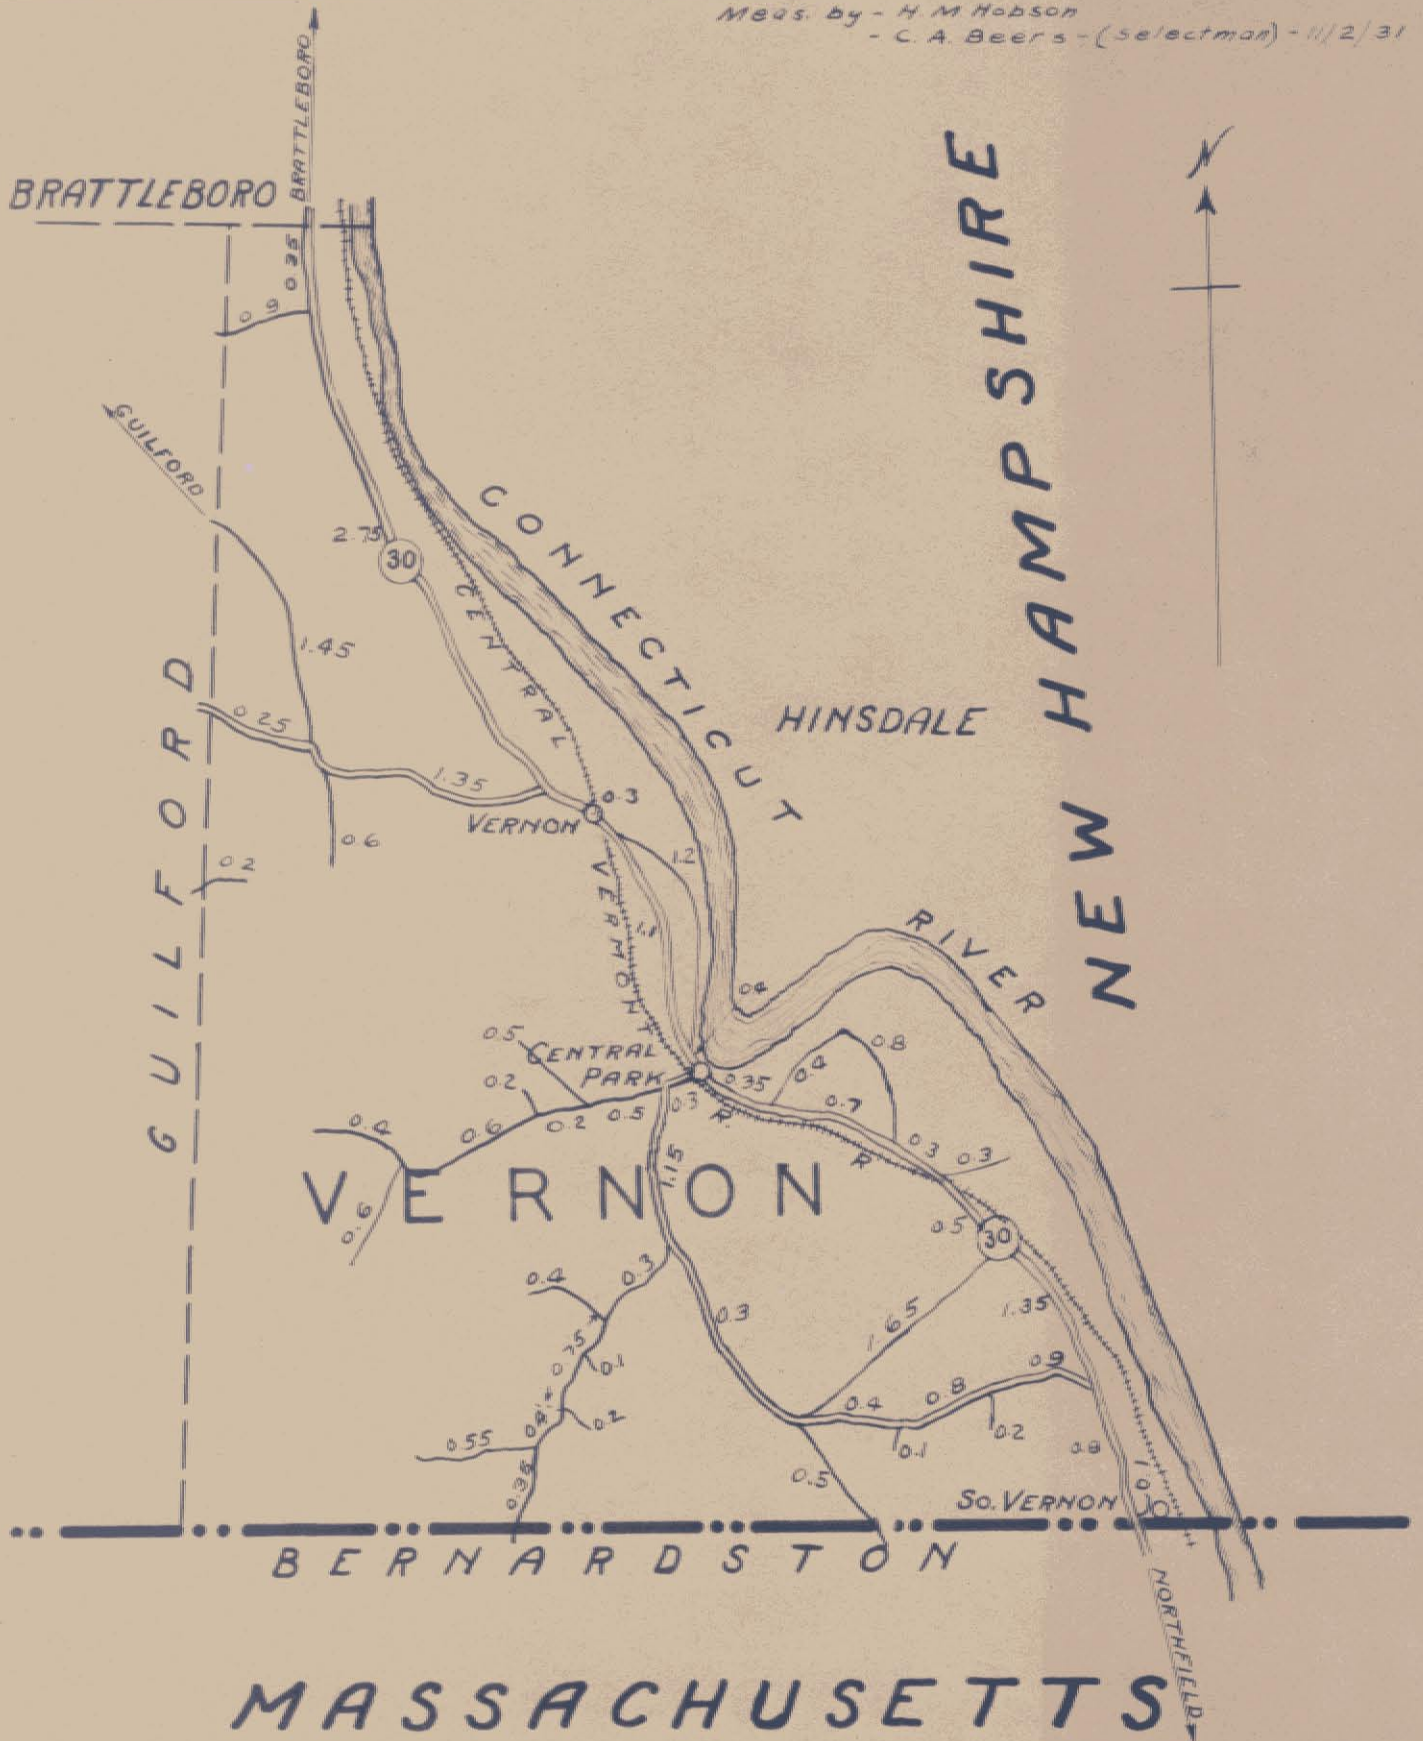 Meas. by - H. M. Hobson
- C. A. Beers - (Selectman) - 11/2/31
BRATTLEBORO
BRATTLEBORO
N
NEW HAMPSHIRE
0.9
GUILFORD
2.75
30
CONNECTICUT
RIVER
CENTRAL
VERMONT
R.
R.
1.45
GUILFORD
0.25
1.35
HINSDALE
0.3
VERNON
0.6
0.2
1.2
04
0.5
CENTRAL
PARK
0.35
0.4
0.8
0.2
0.3
0.7
0.4
0.6
0.2
0.5
0.3
0.3
1.15
VERNON
0.6
0.5
30
0.4
0.3
0.3
1.65
1.35
0.75
0.1
0.9
0.8
0.4
0.2
0.2
0.1
0.55
0.35
0.5
0.8
So. VERNON
BERNARDSTON
NORTHFIELD
MASSACHUSETTS